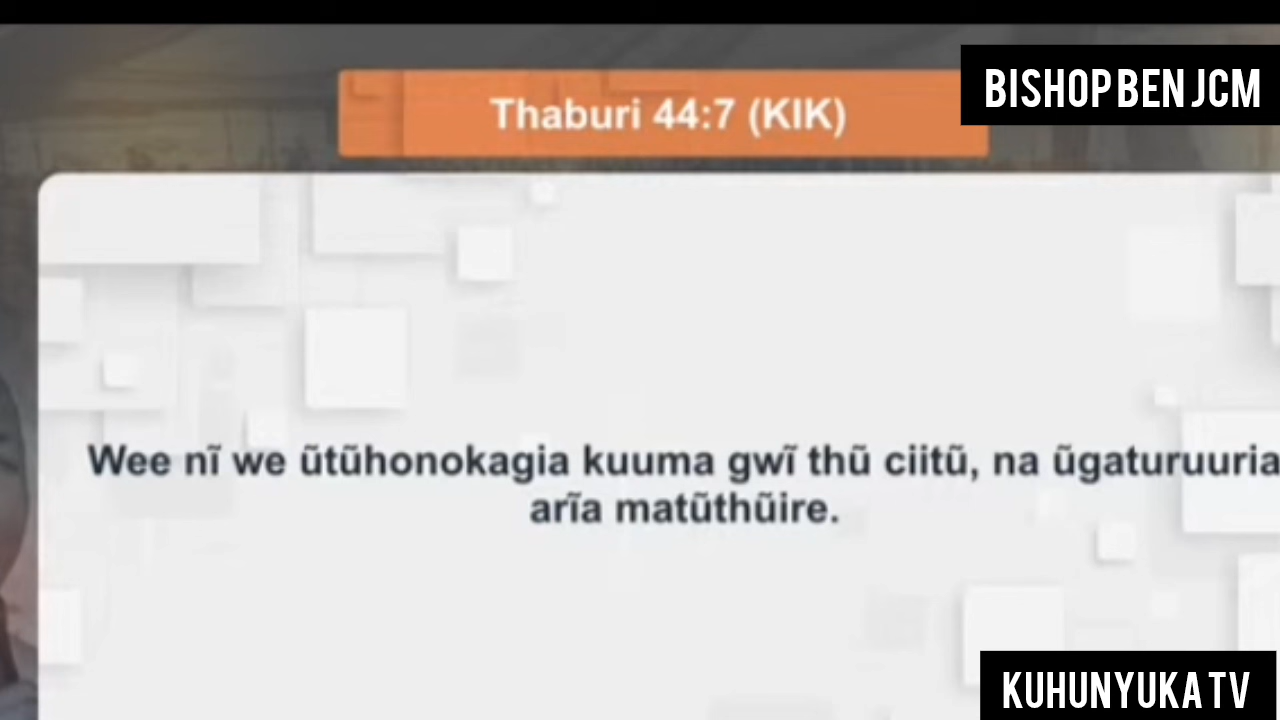 Thaburi 44:7 (KIK)
BISHOP BEN JCM
Wee nĩ we ũtũhonokagia kuuma gwĩ thũ ciitũ, na ũgaturuuria
arĩa matũthũire.
KUHUNYUKA TV